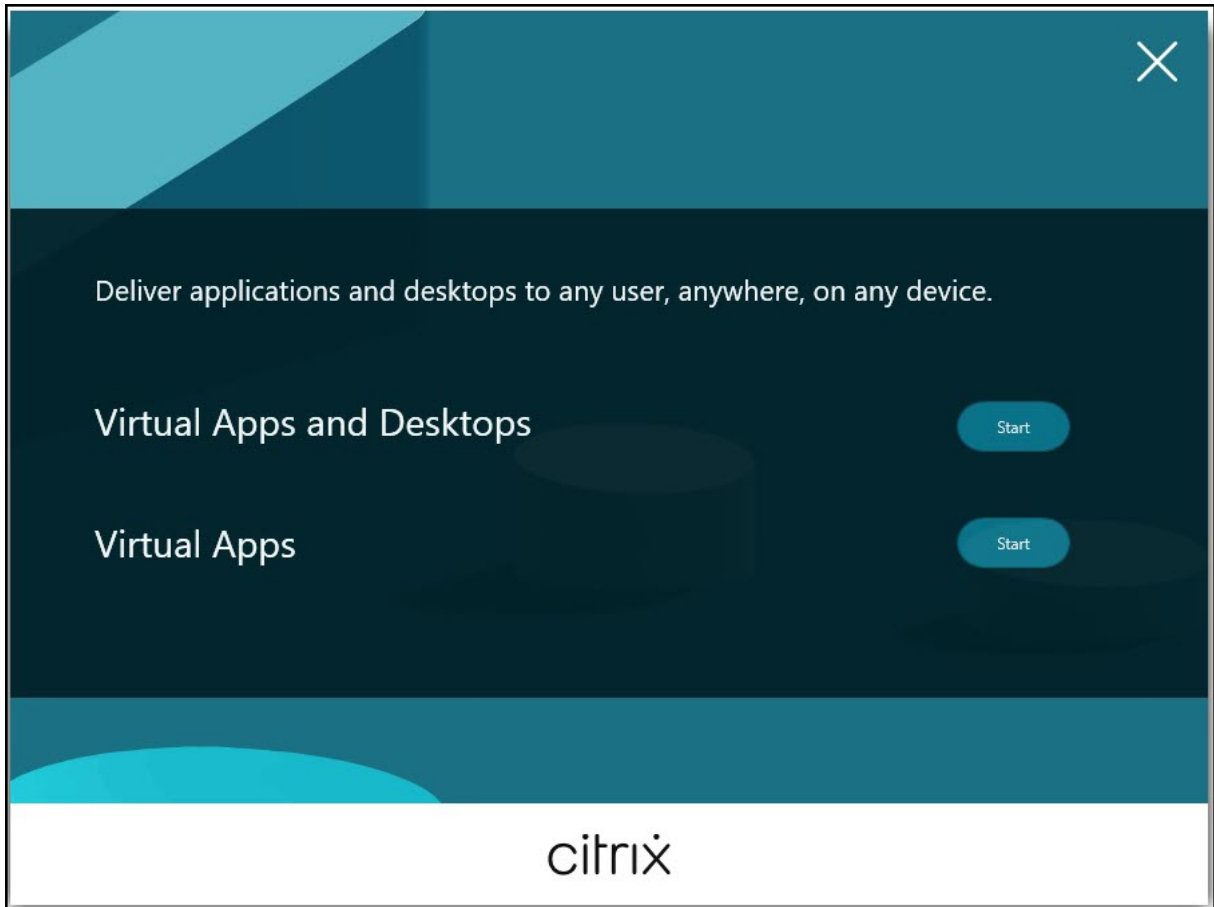 Deliver applications and desktops to any user, anywhere, on any device.
Virtual Apps and Desktops
Start
Virtual Apps
Start
citrix